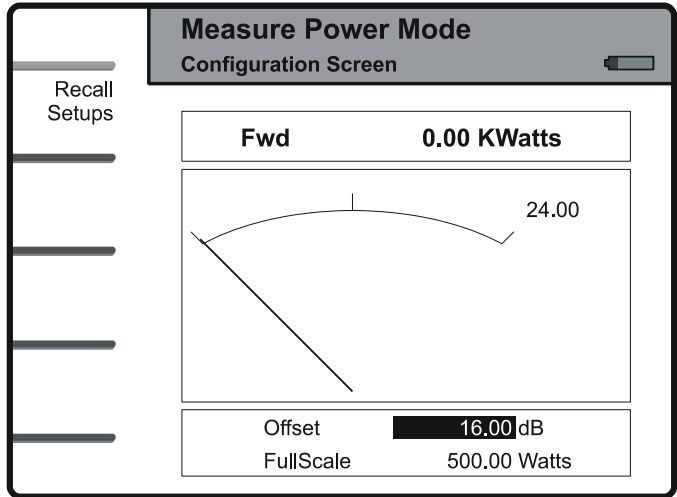 Measure Power Mode
Configuration Screen
Recall
Setups
Fwd 0.00 KWatts
24.00
Offset 16.00 dB
FullScale 500.00 Watts